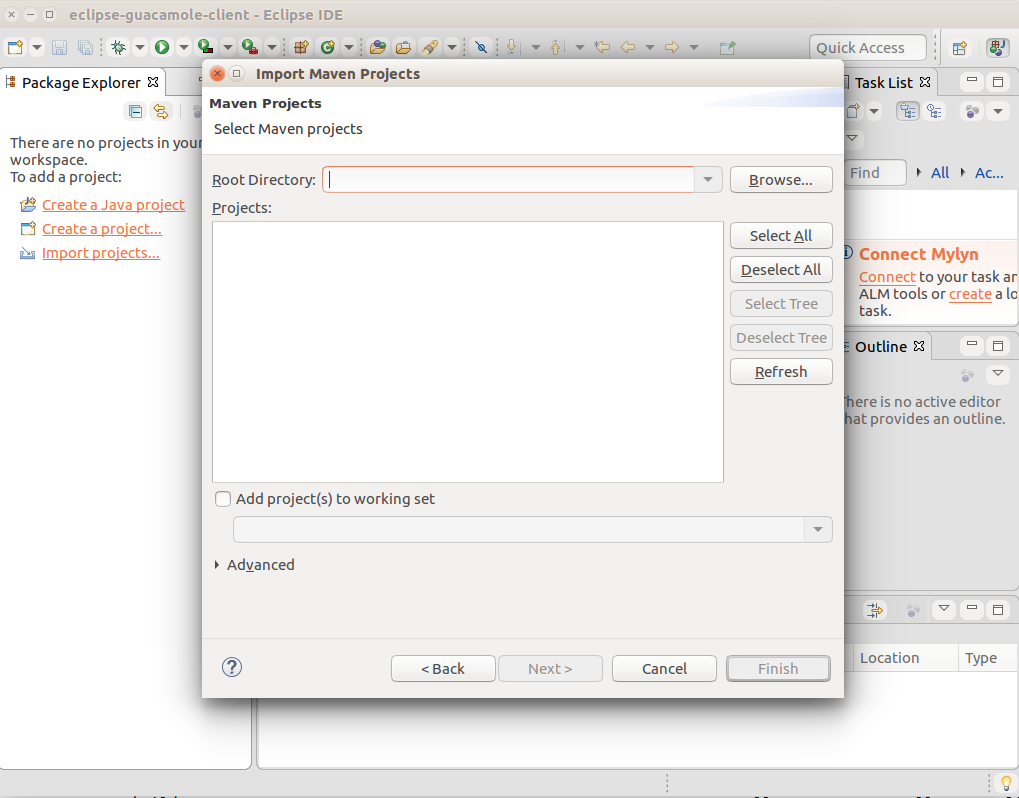 eclipse-guacamole-client - Eclipse IDE
Quick Access
Package Explorer
There are no projects in your
workspace.
To add a project:
Create a Java project
Create a project...
Import projects...
Import Maven Projects
Maven Projects
Select Maven projects
Root Directory:
Browse...
Projects:
Select All
Deselect All
Select Tree
Deselect Tree
Refresh
Add project(s) to working set
Advanced
< Back
Next >
Cancel
Finish
Task List
Find
All
Ac...
Connect Mylyn
Connect to your task
ALM tools or create a
task.
Outline
here is no active editor
hat provides an outline.
Location
Type